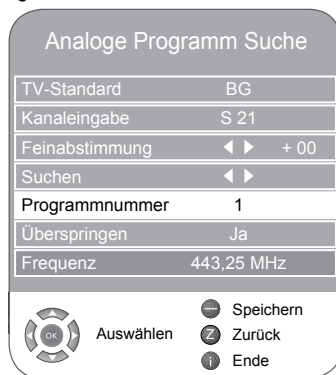 Analoge Programm Suche
TV-Standard BG
Kanaleingabe S 21
Feinabstimmung ◀ ▶ + 00
Suchen ◀ ▶
Programmnummer 1
Überspringen Ja
Frequenz 443,25 MHz
OK Auswählen
Speichern
Z Zurück
i Ende